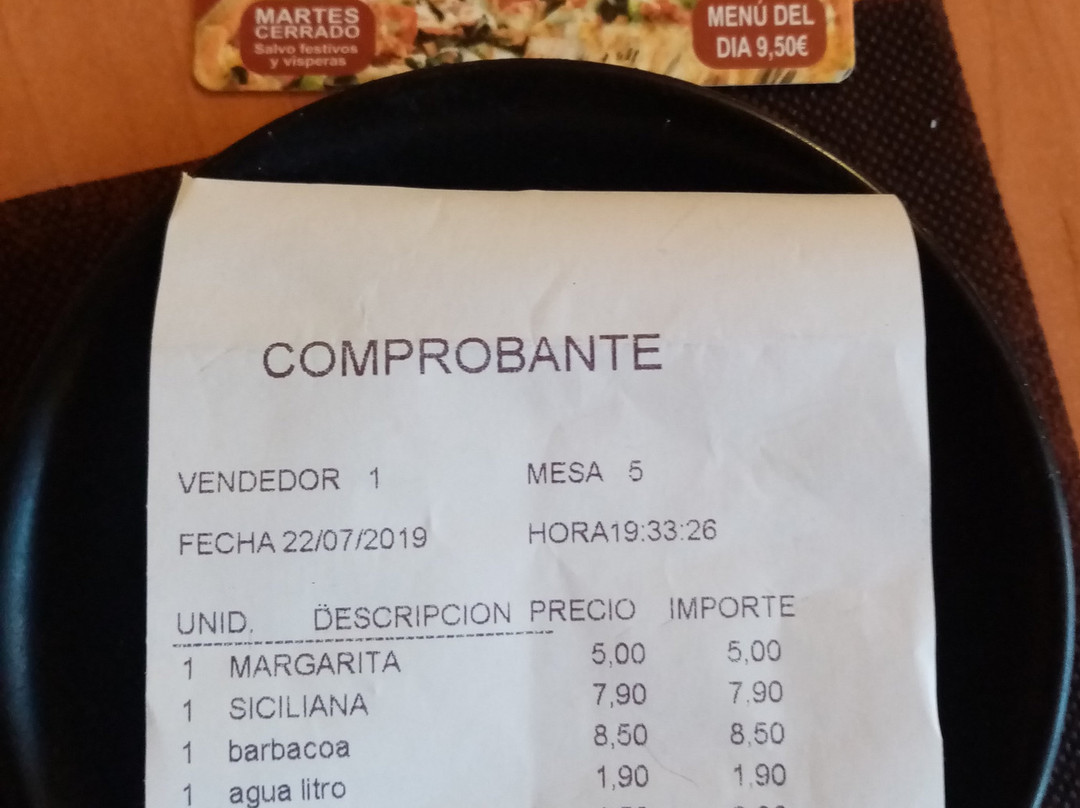 MARTES
CERRADO
Salvo festivos
y visperas
MENÚ DEL
DIA 9,50€
COMPROBANTE
VENDEDOR 1 MESA 5
FECHA 22/07/2019 HORA19:33:26
UNID. DESCRIPCION PRECIO IMPORTE
1 MARGARITA 5,00 5,00
1 SICILIANA 7,90 7,90
1 barbacoa 8,50 8,50
1 agua litro 1,90 1,90